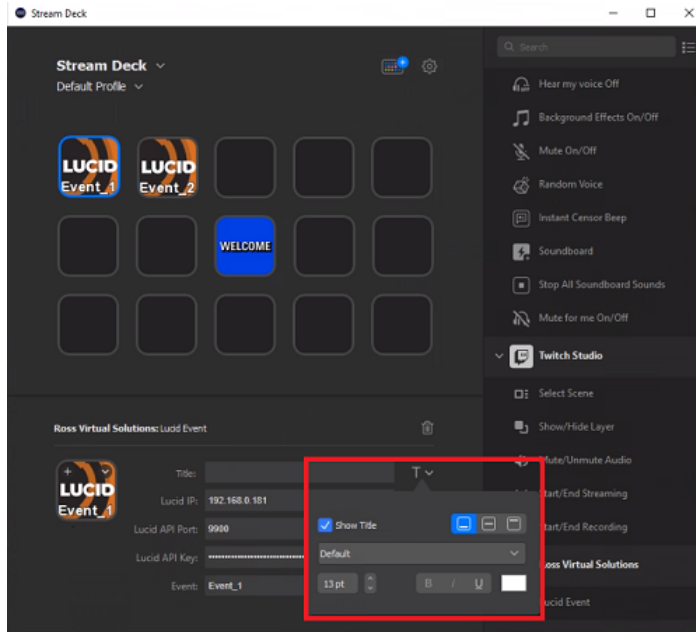 Stream Deck
Stream Deck
Default Profile
LUCID
Event_1
LUCID
Event_2
WELCOME
Search
Hear my voice Off
Background Effects On/Off
Mute On/Off
Random Voice
Instant Censor Beep
Soundboard
Stop All Soundboard Sounds
Mute for me On/Off
Twitch Studio
Select Scene
Show/Hide Layer
Mute/Unmute Audio
Start/End Streaming
Start/End Recording
Ross Virtual Solutions
Lucid Event
Ross Virtual Solutions: Lucid Event
LUCID
Event_1
Title:
T
Lucid IP: 192.168.0.181
Lucid API Port: 9900
Lucid API Key:
Event: Event_1
Show Title
Default
13 pt
B I U